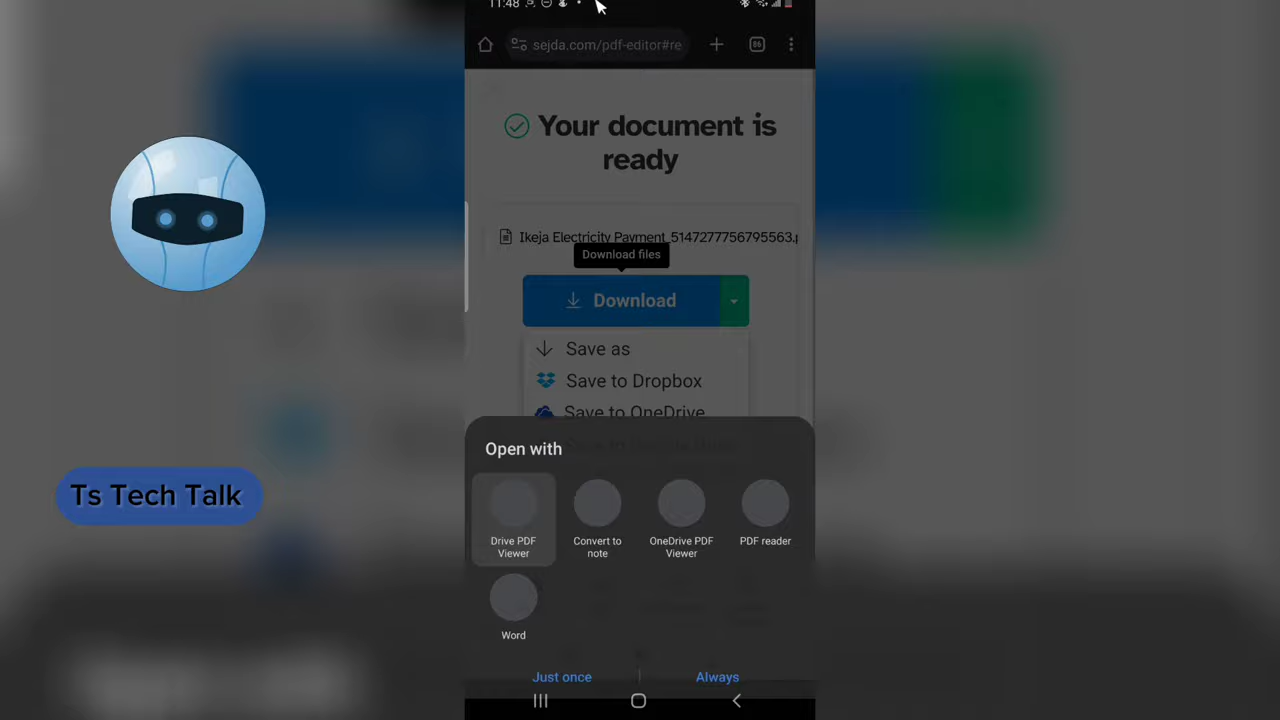 11:48
sejda.com/pdf-editor#re
86
Your document is
ready
Ikeja Electricity Payment_5147277756795563.p
Download files
Download
Save as
Save to Dropbox
Save to OneDrive
Open with
Drive PDF
Viewer
Convert to
note
OneDrive PDF
Viewer
PDF reader
Word
Just once
Always
Ts Tech Talk